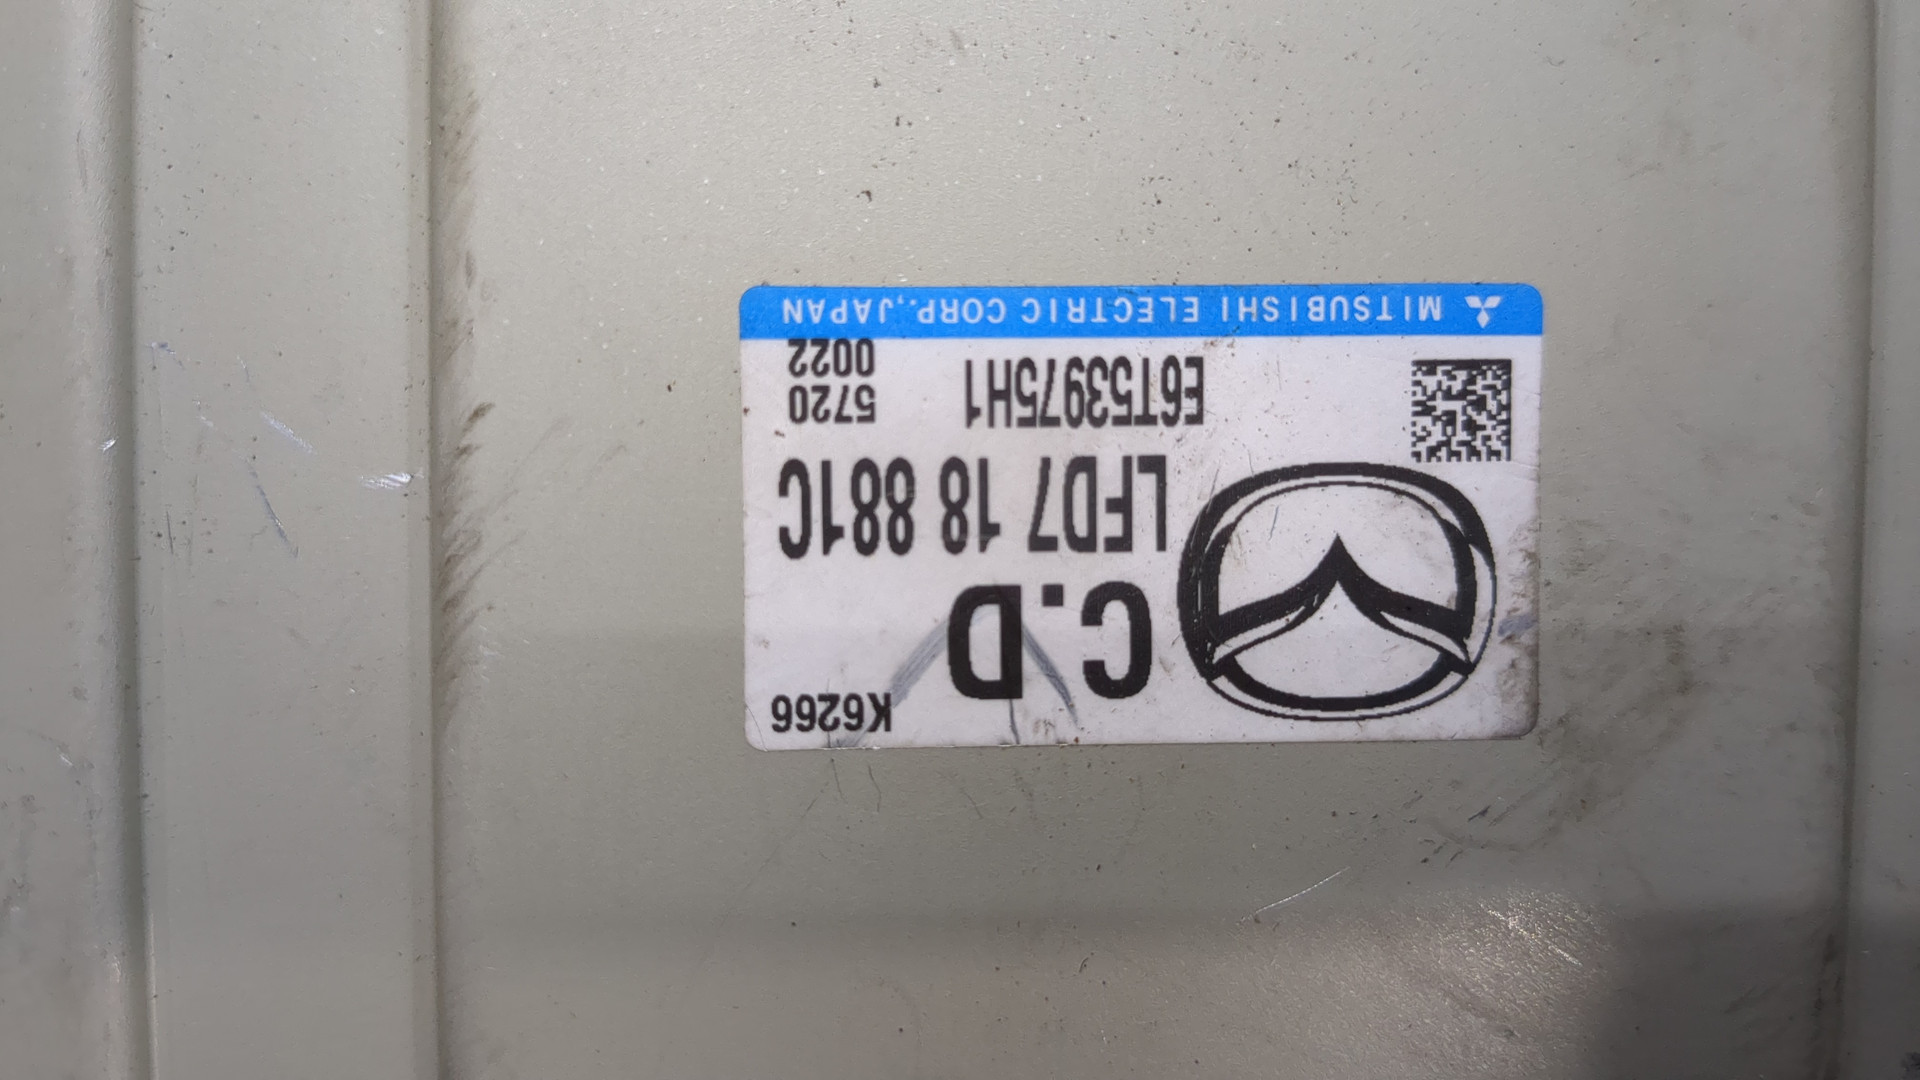 K6266
C.D
LFD7 18 881C
E6T53975H1
5720
0022
MITSUBISHI ELECTRIC CORP.,JAPAN